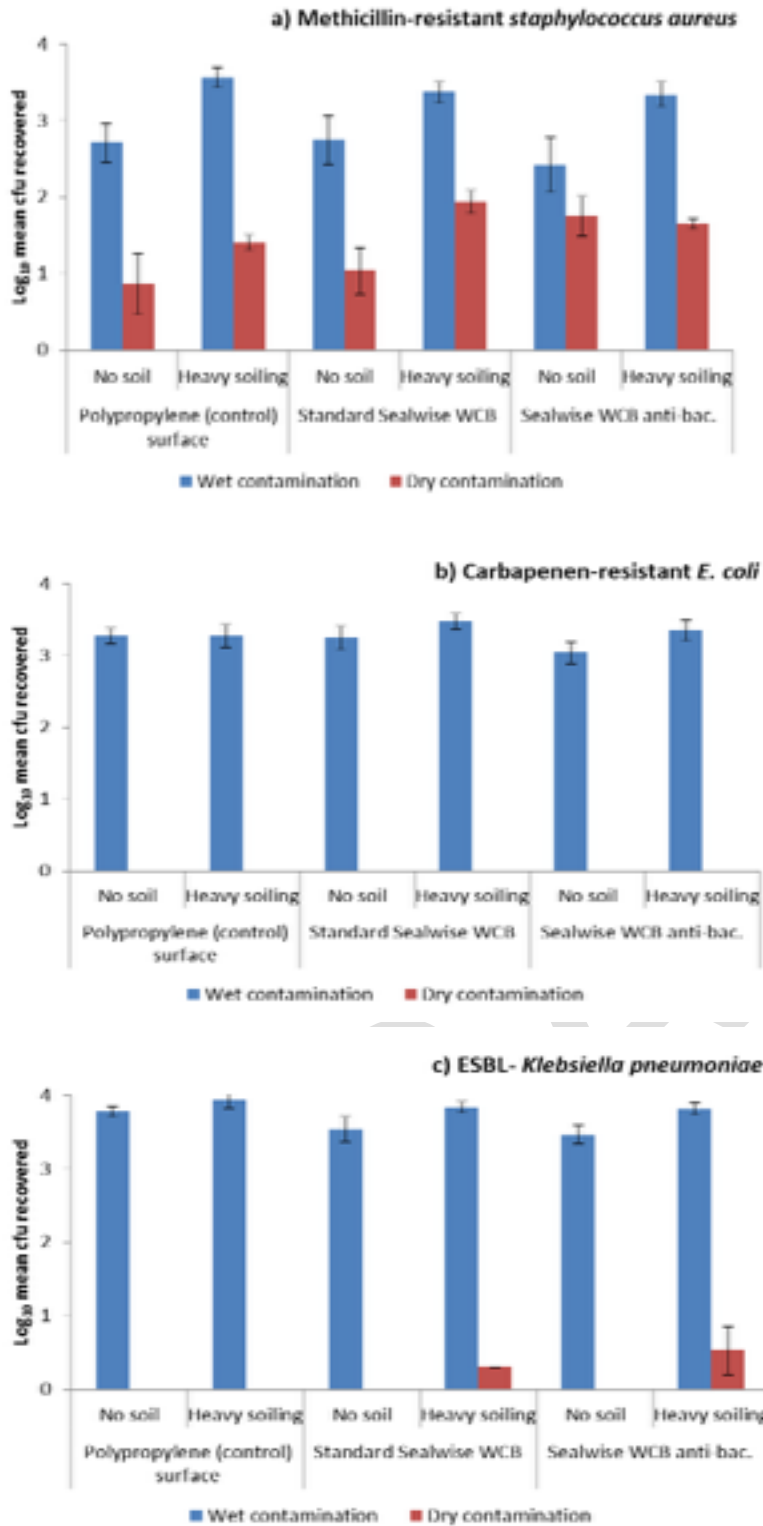 a) Methicillin-resistant staphylococcus aureus
Log₁₀ mean cfu recovered
4
3
2
1
0
No soil Heavy soiling No soil Heavy soiling No soil Heavy soiling
Polypropylene (control) Standard Sealwise WCB Sealwise WCB anti-bac.
surface
Wet contamination Dry contamination
b) Carbapenen-resistant E. coli
Log₁₀ mean cfu recovered
4
3
2
1
0
No soil Heavy soiling No soil Heavy soiling No soil Heavy soiling
Polypropylene (control) Standard Sealwise WCB Sealwise WCB anti-bac.
surface
Wet contamination Dry contamination
c) ESBL- Klebsiella pneumoniae
Log₁₀ mean cfu recovered
4
3
2
1
0
No soil Heavy soiling No soil Heavy soiling No soil Heavy soiling
Polypropylene (control) Standard Sealwise WCB Sealwise WCB anti-bac.
surface
Wet contamination Dry contamination